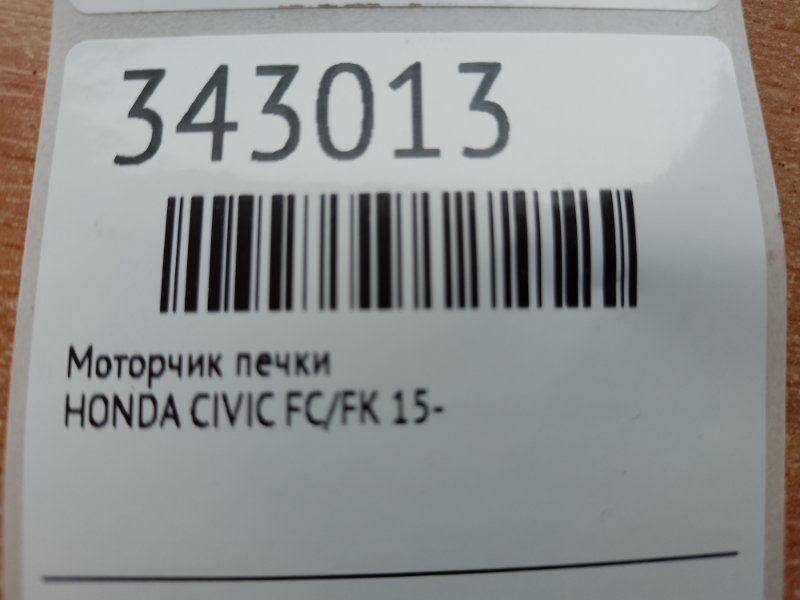 343013
Моторчик печки
HONDA CIVIC FC/FK 15-